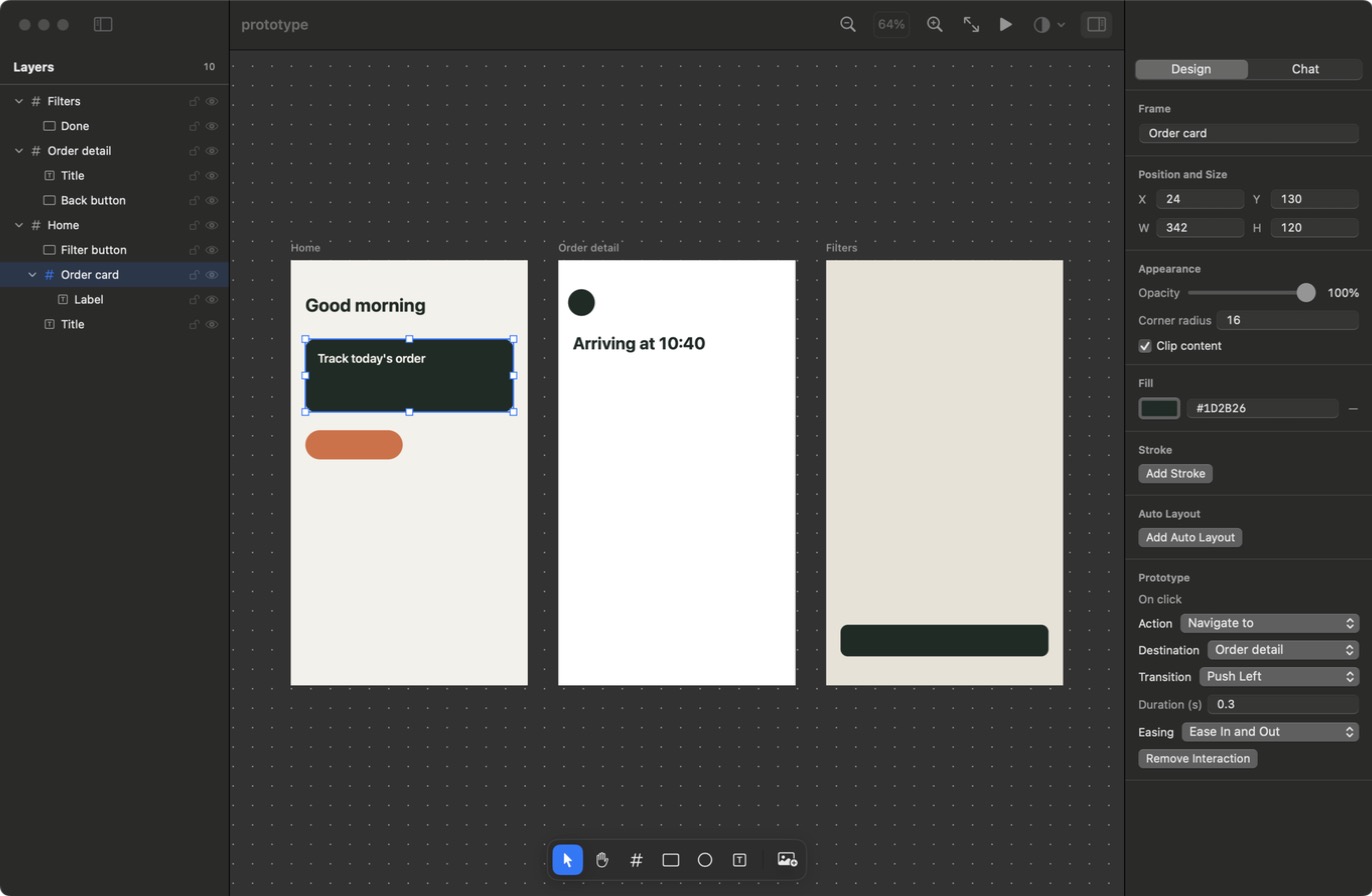 prototype
64%
Layers
10
Filters
Done
Order detail
Title
Back button
Home
Filter button
Order card
Label
Title
Home
Good morning
Track today's order
Order detail
Arriving at 10:40
Filters
Design
Chat
Frame
Order card
Position and Size
X 24 Y 130
W 342 H 120
Appearance
Opacity 100%
Corner radius 16
Clip content
Fill
#1D2B26
Stroke
Add Stroke
Auto Layout
Add Auto Layout
Prototype
On click
Action Navigate to
Destination Order detail
Transition Push Left
Duration (s) 0.3
Easing Ease In and Out
Remove Interaction